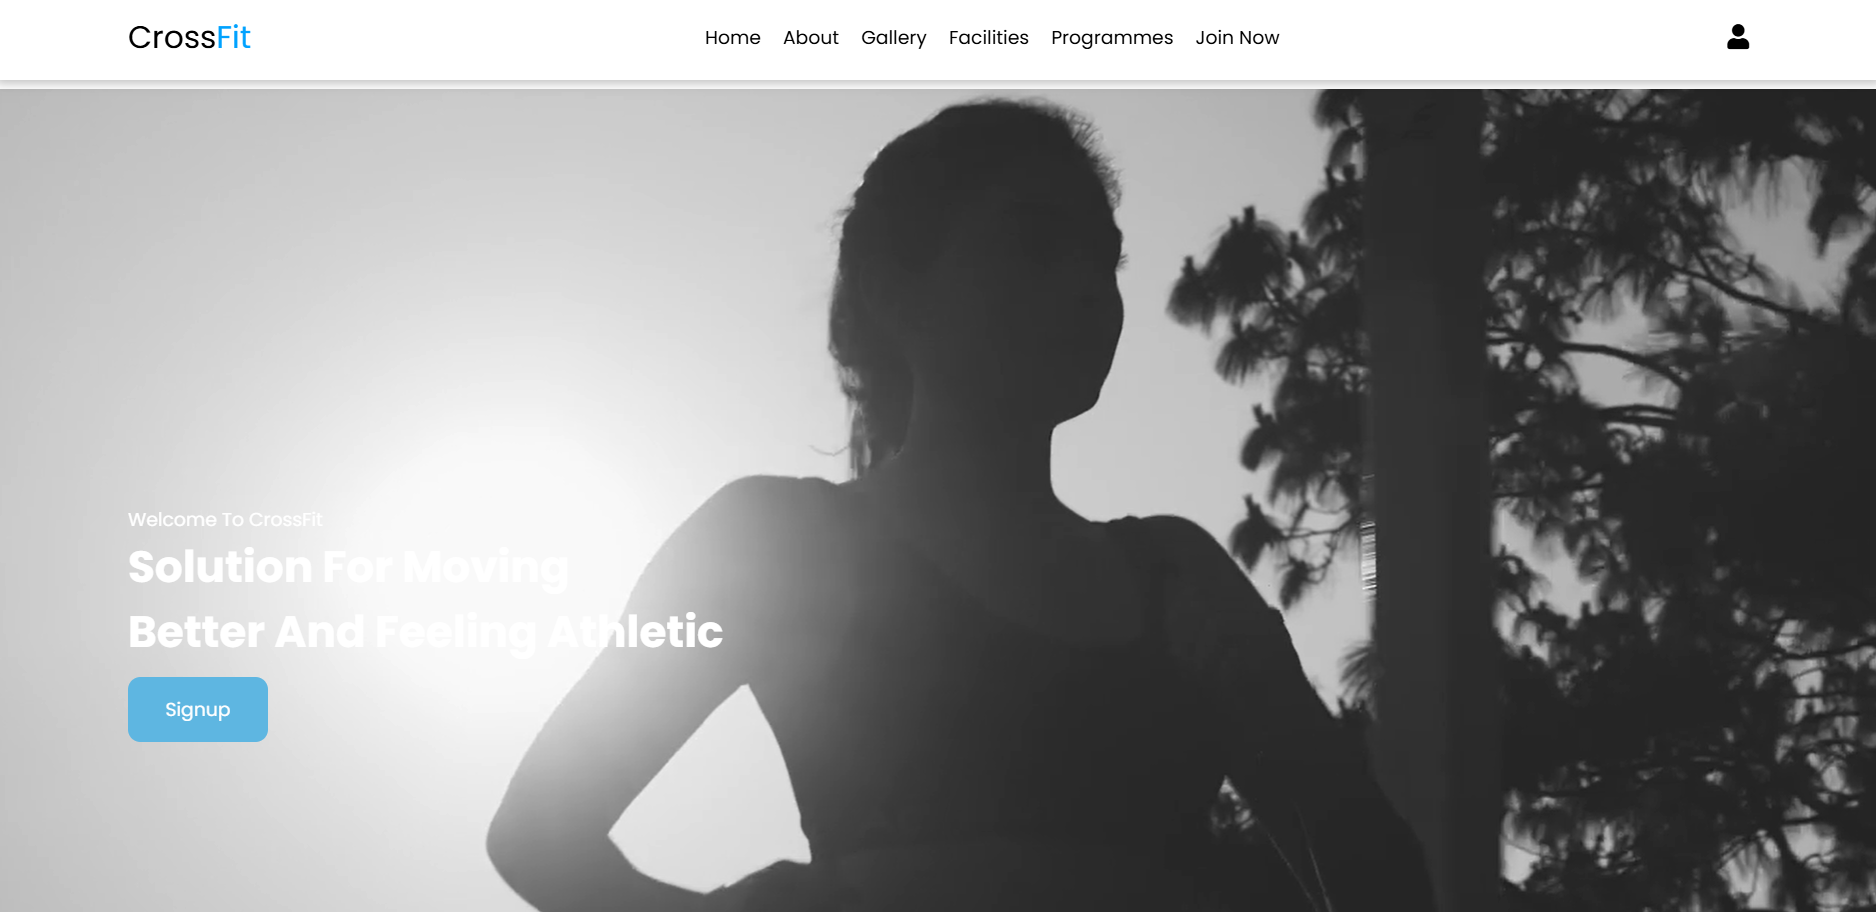 CrossFit
Home About Gallery Facilities Programmes Join Now
Welcome To CrossFit
Solution For Moving
Better And Feeling Athletic
Signup